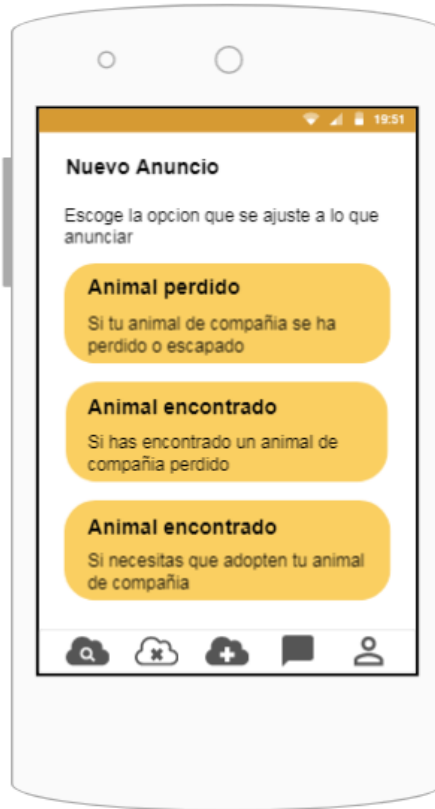 19:51
Nuevo Anuncio
Escoge la opcion que se ajuste a lo que
anunciar
Animal perdido
Si tu animal de compañia se ha
perdido o escapado
Animal encontrado
Si has encontrado un animal de
compañia perdido
Animal encontrado
Si necesitas que adopten tu animal
de compañia